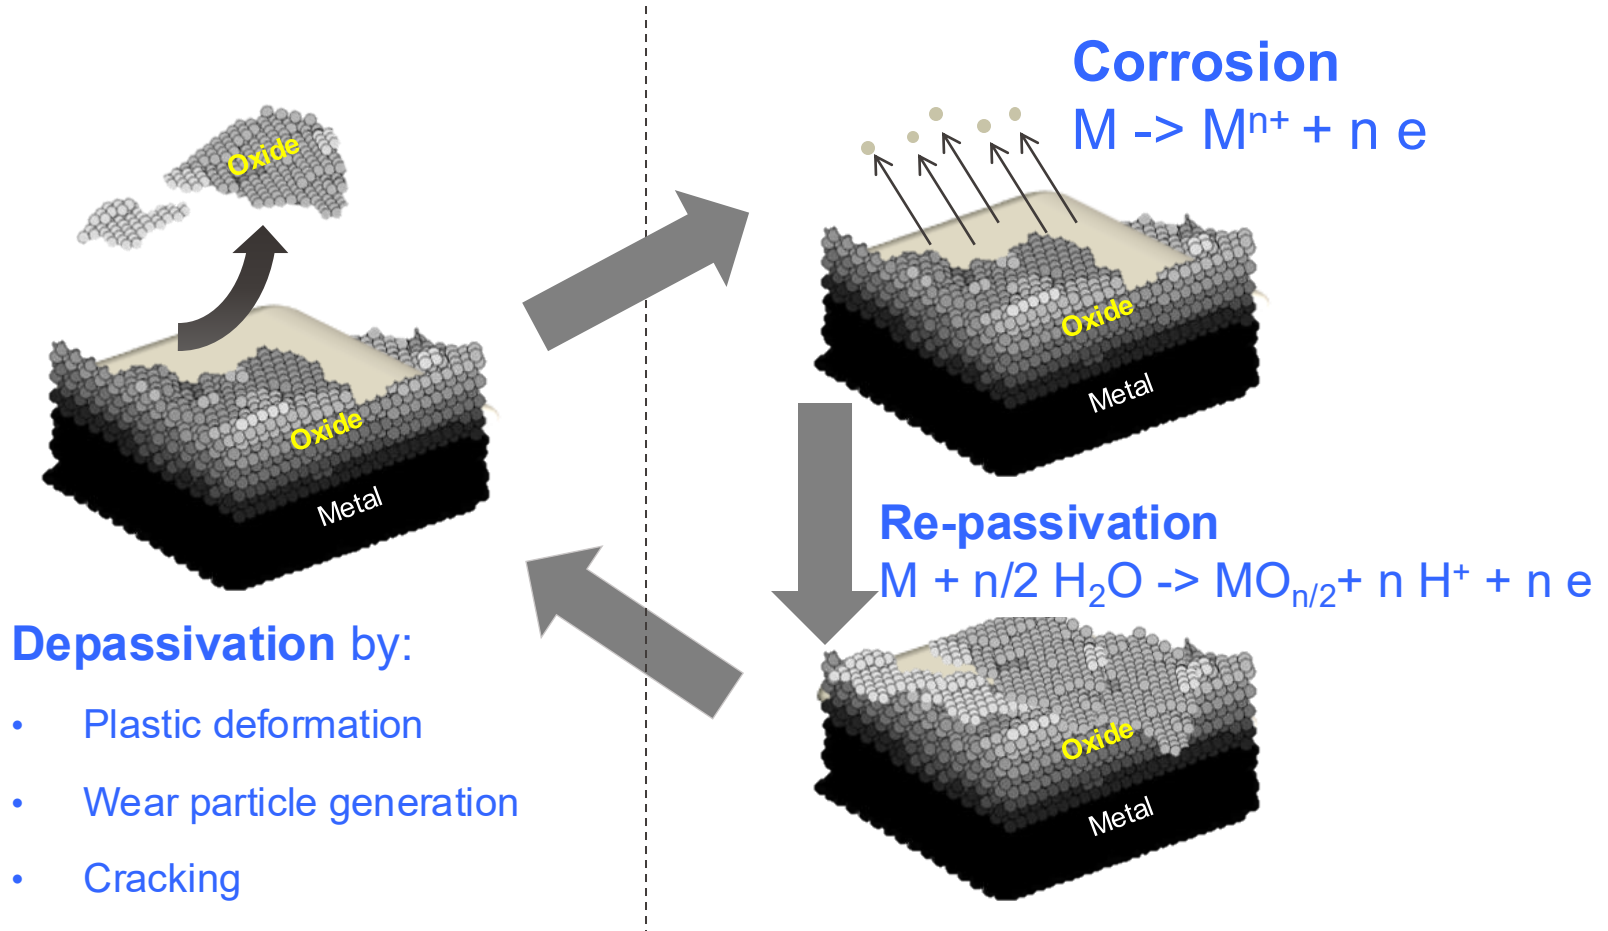 Oxide
Oxide
Metal
Depassivation by:
• Plastic deformation
• Wear particle generation
• Cracking
Corrosion
M -> Mⁿ⁺ + n e
Oxide
Metal
Re-passivation
M + n/2 H₂O -> MOₙ/₂+ n H⁺ + n e
Oxide
Metal